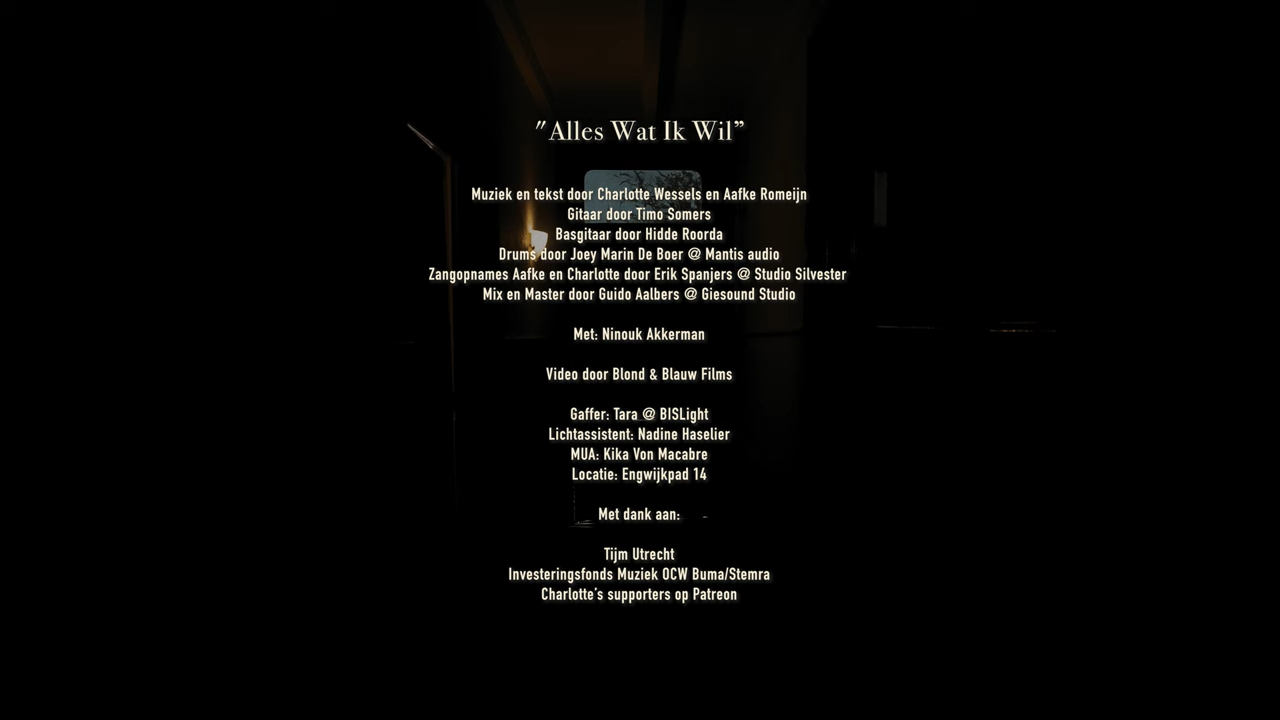 "Alles Wat Ik Wil”
Muziek en tekst door Charlotte Wessels en Aafke Romeijn
Gitaar door Timo Somers
Basgitaar door Hidde Roorda
Drums door Joey Marin De Boer @ Mantis audio
Zangopnames Aafke en Charlotte door Erik Spanjers @ Studio Silvester
Mix en Master door Guido Aalbers @ Giesound Studio
Met: Ninouk Akkerman
Video door Blond & Blauw Films
Gaffer: Tara @ BISLight
Lichtassistent: Nadine Haselier
MUA: Kika Von Macabre
Locatie: Engwijkpad 14
Met dank aan:
Tijm Utrecht
Investeringsfonds Muziek OCW Buma/Stemra
Charlotte's supporters op Patreon